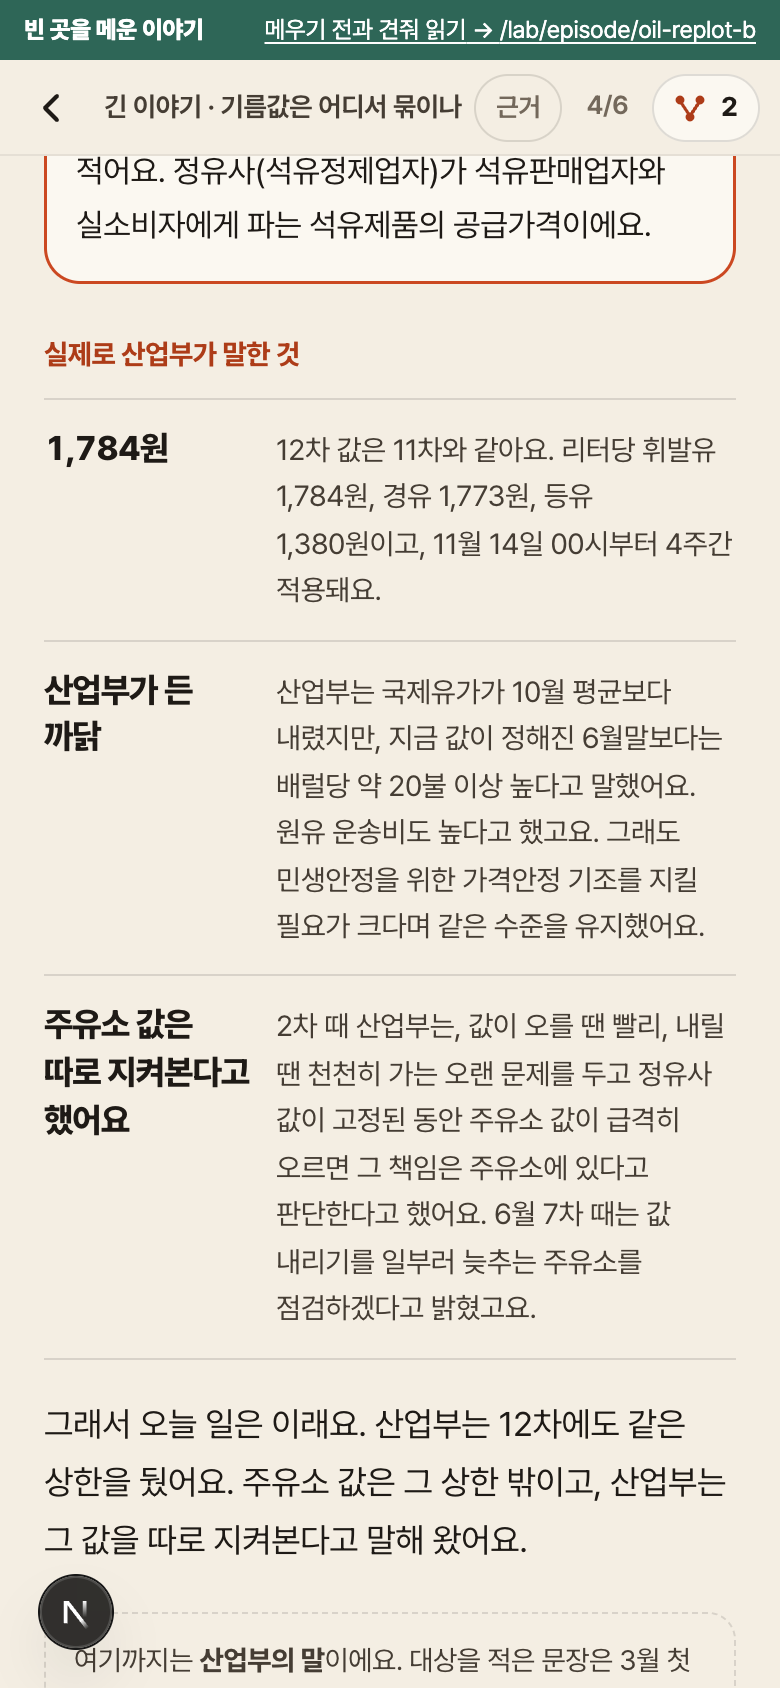 빈 곳을 메운 이야기
메우기 전과 견줘 읽기 → /lab/episode/oil-replot-b
긴 이야기 · 기름값은 어디서 묶이나
근거
4/6
2
적어요. 정유사(석유정제업자)가 석유판매업자와
실소비자에게 파는 석유제품의 공급가격이에요.
실제로 산업부가 말한 것
1,784원
12차 값은 11차와 같아요. 리터당 휘발유
1,784원, 경유 1,773원, 등유
1,380원이고, 11월 14일 00시부터 4주간
적용돼요.
산업부가 든
까닭
산업부는 국제유가가 10월 평균보다
내렸지만, 지금 값이 정해진 6월말보다는
배럴당 약 20불 이상 높다고 말했어요.
원유 운송비도 높다고 했고요. 그래도
민생안정을 위한 가격안정 기조를 지킬
필요가 크다며 같은 수준을 유지했어요.
주유소 값은
따로 지켜본다고
했어요
2차 때 산업부는, 값이 오를 땐 빨리, 내릴
땐 천천히 가는 오랜 문제를 두고 정유사
값이 고정된 동안 주유소 값이 급격히
오르면 그 책임은 주유소에 있다고
판단한다고 했어요. 6월 7차 때는 값
내리기를 일부러 늦추는 주유소를
점검하겠다고 밝혔고요.
그래서 오늘 일은 이래요. 산업부는 12차에도 같은
상한을 뒀어요. 주유소 값은 그 상한 밖이고, 산업부는
그 값을 따로 지켜본다고 말해 왔어요.
N
여기까지는 산업부의 말이에요. 대상을 적은 문장은 3월 첫